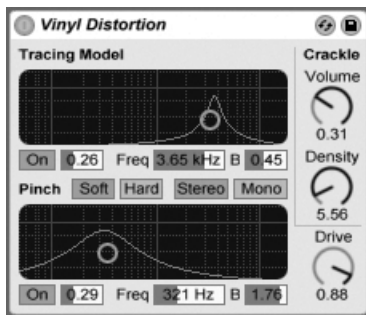 Vinyl Distortion
Tracing Model
Crackle
Volume
0.31
On 0.26 Freq 3.65 kHz B 0.45
Density
5.56
Pinch Soft Hard Stereo Mono
Drive
0.88
On 0.29 Freq 321 Hz B 1.76